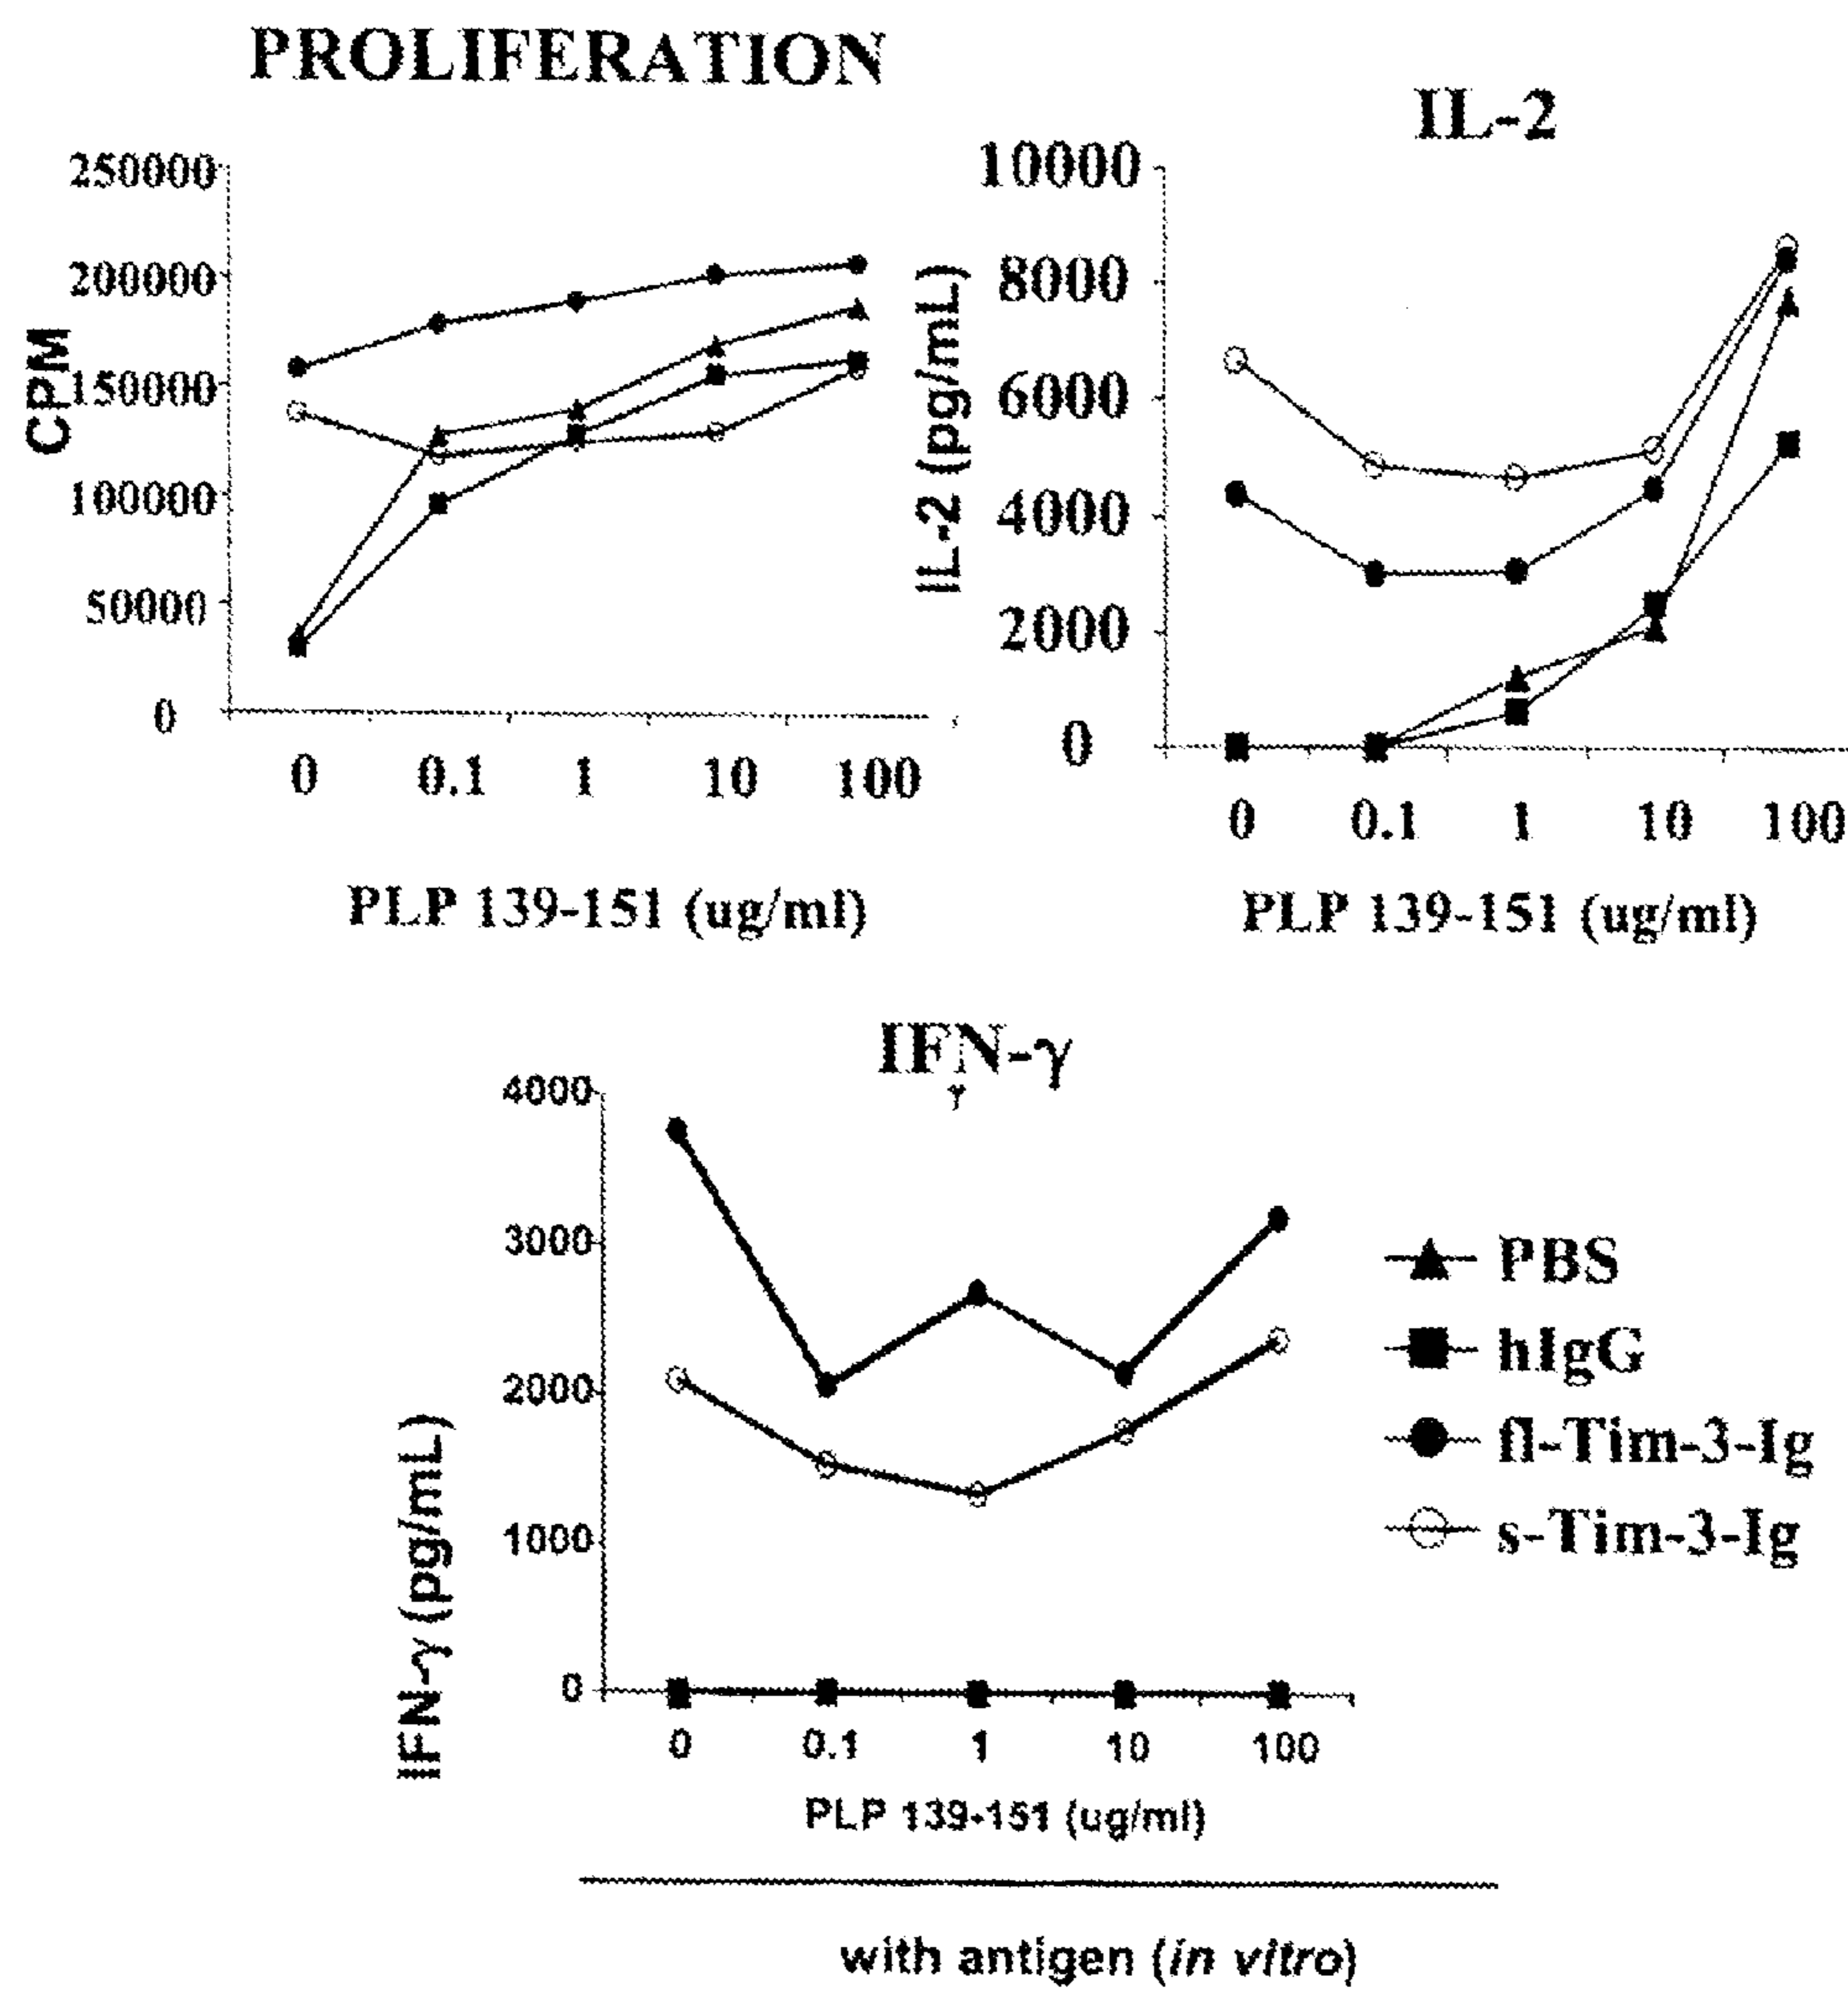 PROLIFERATION
250000
200000
150000
100000
50000
0
CPM
0 0.1 1 10 100
PLP 139-151 (ug/ml)
IL-2
10000
8000
6000
4000
2000
0
IL-2 (pg/mL)
0 0.1 1 10 100
PLP 139-151 (ug/ml)
IFN-γ
γ
4000
3000
2000
1000
0
IFN-γ (pg/mL)
0 0.1 1 10 100
PLP 139-151 (ug/ml)
PBS
hIgG
fl-Tim-3-Ig
s-Tim-3-Ig
with antigen (in vitro)